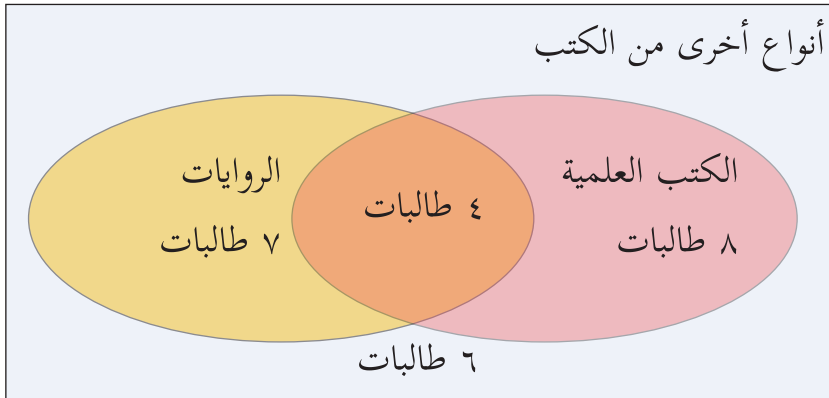 أنواع أخرى من الكتب
الكتب العلمية
٨ طالبات
٤ طالبات
الروايات
٧ طالبات
٦ طالبات